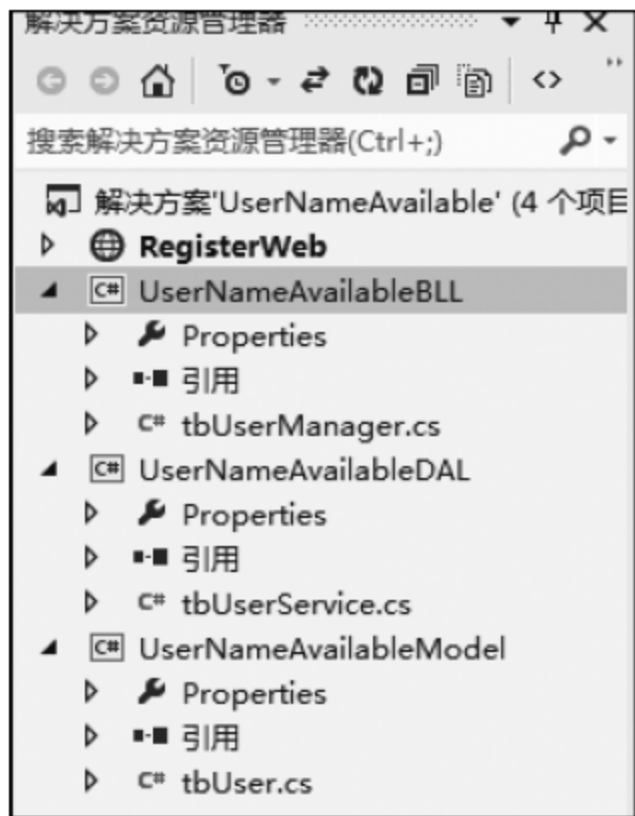 解决方案资源管理器
搜索解决方案资源管理器(Ctrl+;)
解决方案'UserNameAvailable' (4 个项目
RegisterWeb
C# UserNameAvailableBLL
Properties
引用
C# tbUserManager.cs
C# UserNameAvailableDAL
Properties
引用
C# tbUserService.cs
C# UserNameAvailableModel
Properties
引用
C# tbUser.cs